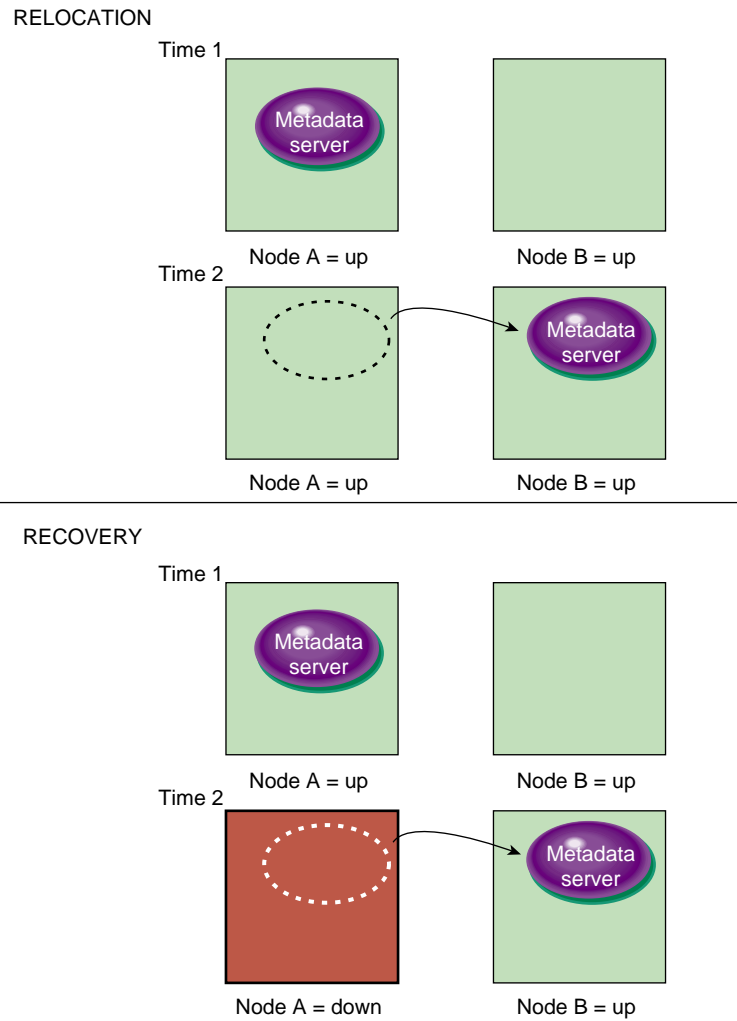 RELOCATION
Time 1
Metadata
server
Node A = up
Node B = up
Time 2
Metadata
server
Node A = up
Node B = up
RECOVERY
Time 1
Metadata
server
Node A = up
Node B = up
Time 2
Metadata
server
Node A = down
Node B = up